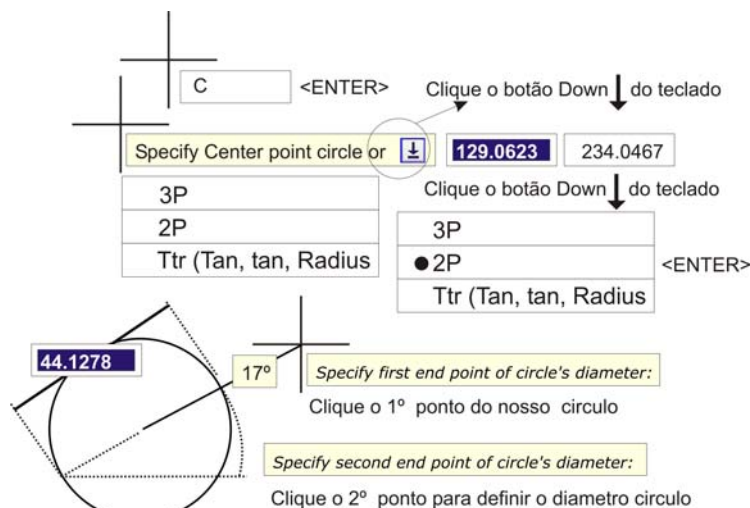 C <ENTER> Clique o botão Down do teclado
Specify Center point circle or 129.0623 234.0467
Clique o botão Down do teclado
3P
2P
Ttr (Tan, tan, Radius
3P
2P <ENTER>
Ttr (Tan, tan, Radius
44.1278
17º
Specify first end point of circle's diameter:
Clique o 1º ponto do nosso circulo
Specify second end point of circle's diameter:
Clique o 2º ponto para definir o diametro circulo